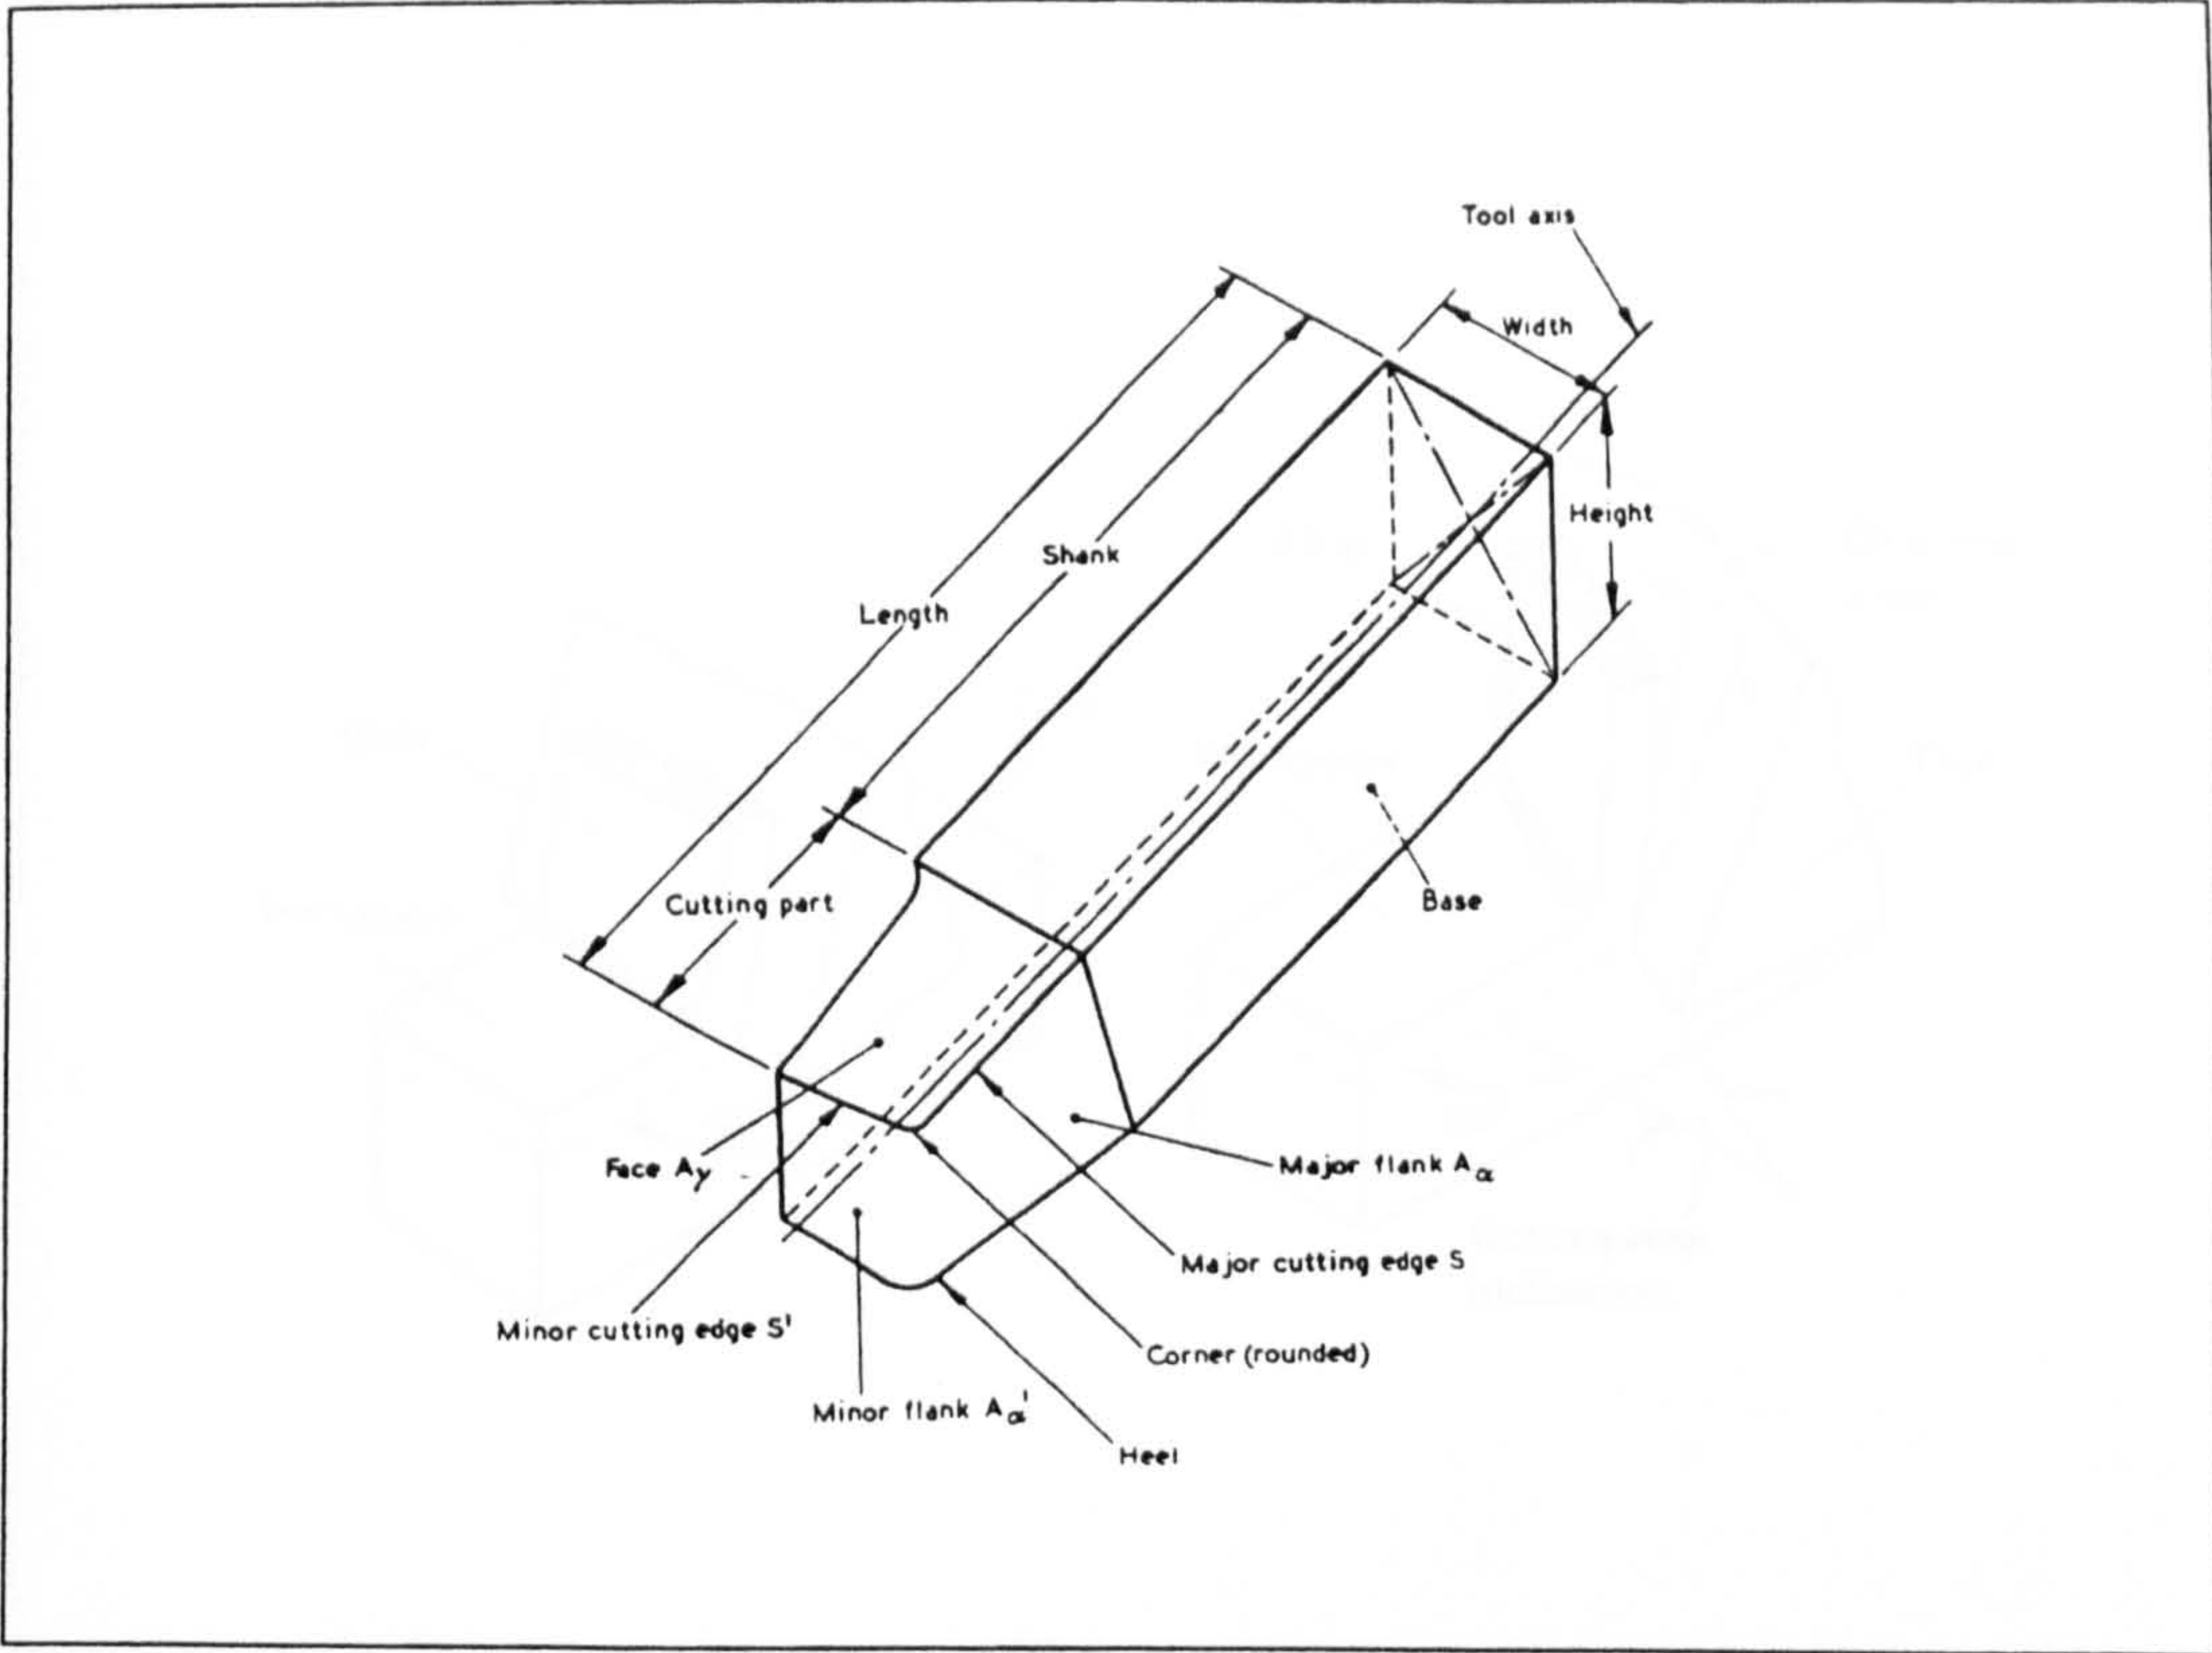 Tool axis
Width
Height
Shank
Length
Cutting part
Base
Face Aγ
Major flank Aα
Major cutting edge S
Minor cutting edge S'
Corner (rounded)
Minor flank Aα'
Heel